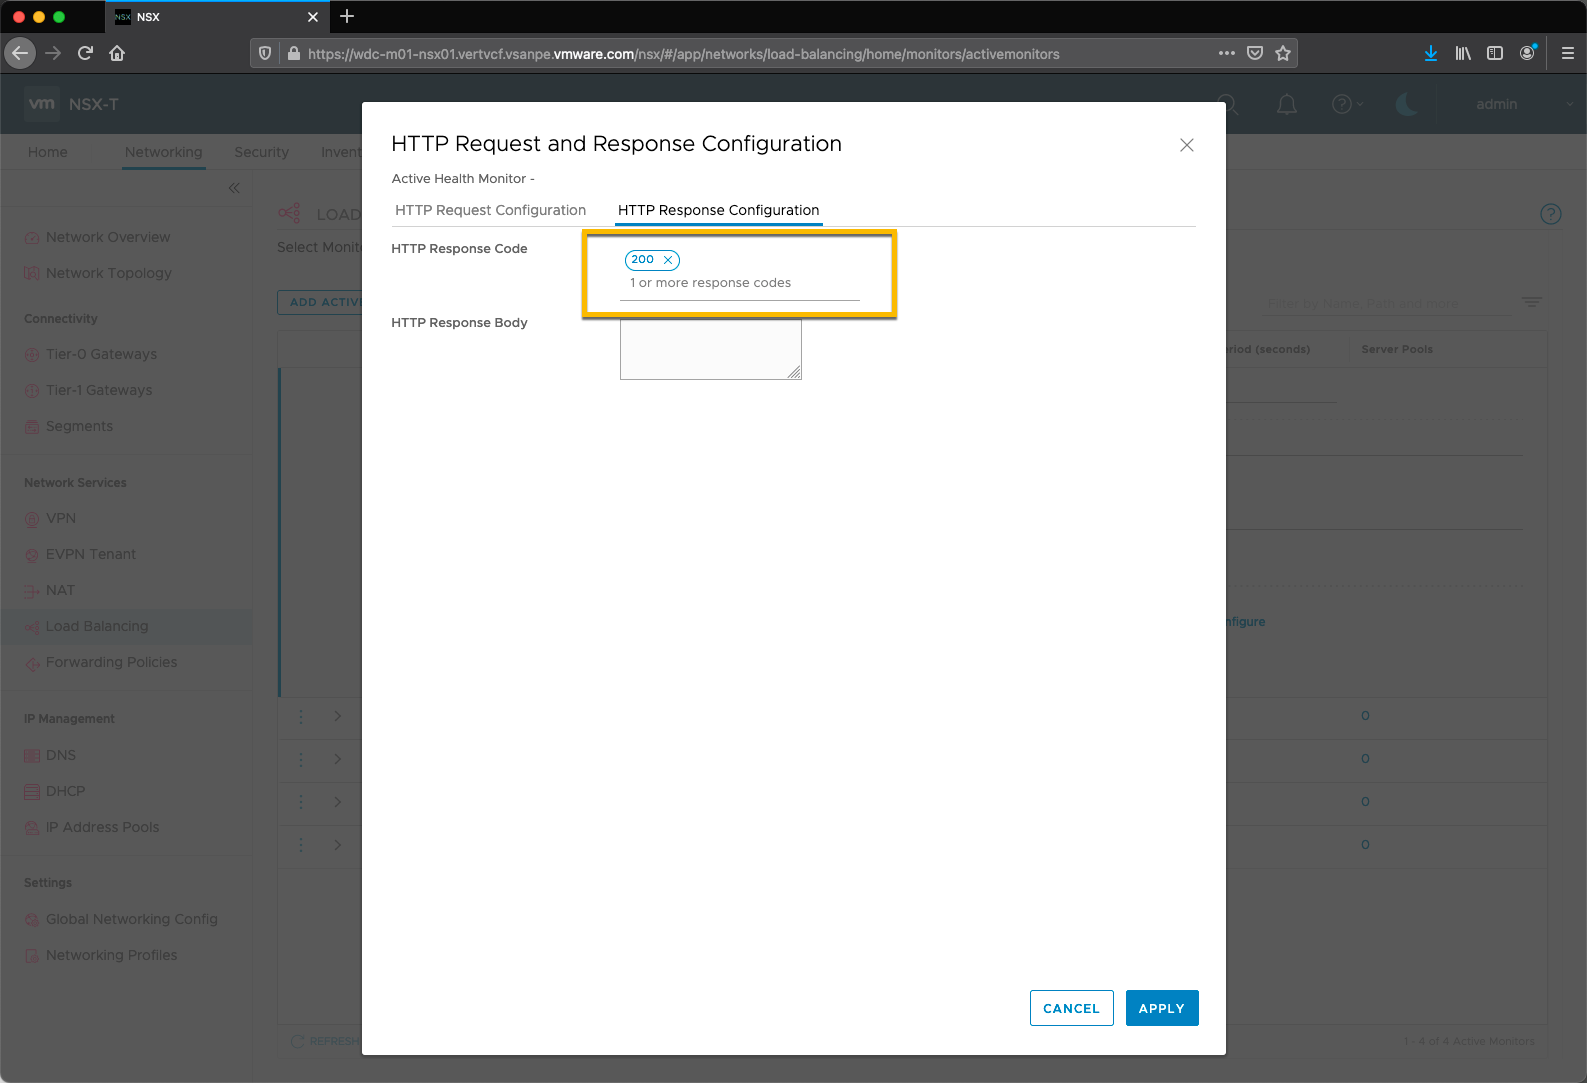 NSX NSX
https://wdc-m01-nsx01.vertvcf.vsanpe.vmware.com/nsx/#/app/networks/load-balancing/home/monitors/activemonitors
vm NSX-T
admin
Home Networking Security Invent
LOAD
Select Monito
ADD ACTIVE
Filter by Name, Path and more
riod (seconds) Server Pools
Network Overview
Network Topology
Connectivity
Tier-0 Gateways
Tier-1 Gateways
Segments
Network Services
VPN
EVPN Tenant
NAT
Load Balancing
Forwarding Policies
IP Management
DNS
DHCP
IP Address Pools
Settings
Global Networking Config
Networking Profiles
HTTP Request and Response Configuration
Active Health Monitor -
HTTP Request Configuration HTTP Response Configuration
HTTP Response Code
200
1 or more response codes
HTTP Response Body
nfigure
0
0
0
0
CANCEL APPLY
REFRESH
1 - 4 of 4 Active Monitors